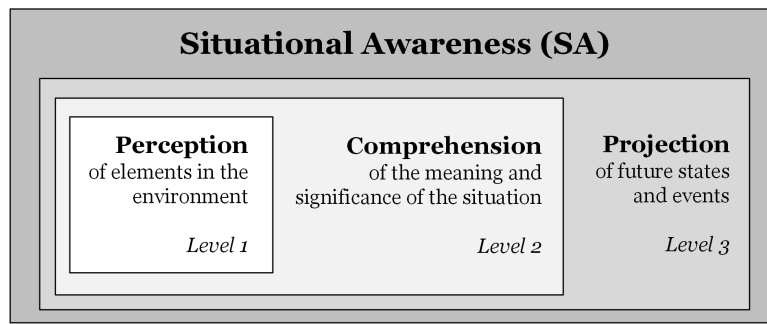 Situational Awareness (SA)
Perception
of elements in the
environment
Level 1
Comprehension
of the meaning and
significance of the situation
Level 2
Projection
of future states
and events
Level 3